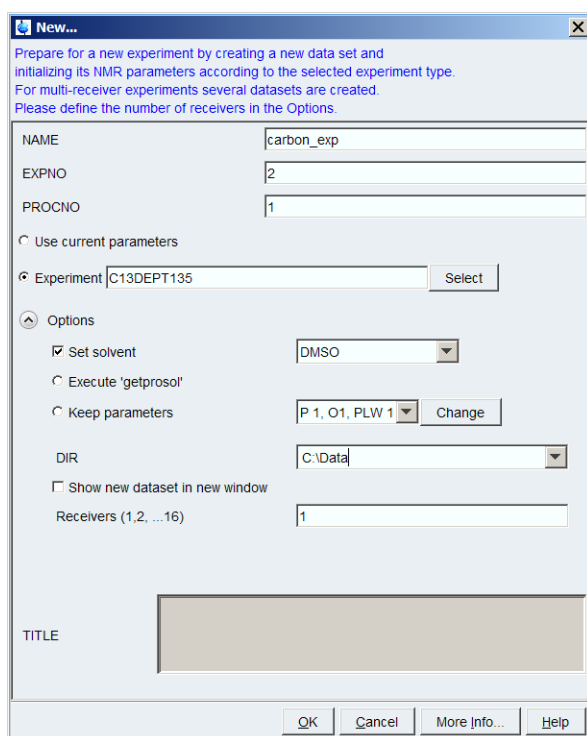 New...
Prepare for a new experiment by creating a new data set and
initializing its NMR parameters according to the selected experiment type.
For multi-receiver experiments several datasets are created.
Please define the number of receivers in the Options.
NAME carbon_exp
EXPNO 2
PROCNO 1
Use current parameters
Experiment C13DEPT135 Select
Options
Set solvent DMSO
Execute 'getprosol'
Keep parameters P 1, O1, PLW 1 Change
DIR C:\Data
Show new dataset in new window
Receivers (1,2, ...16) 1
TITLE
OK Cancel More Info... Help